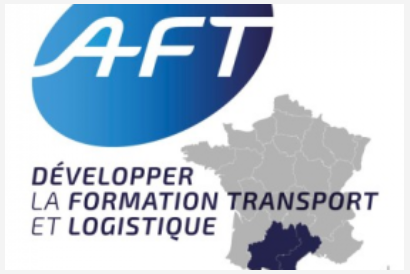 AFT
DÉVELOPPER
LA FORMATION TRANSPORT
ET LOGISTIQUE